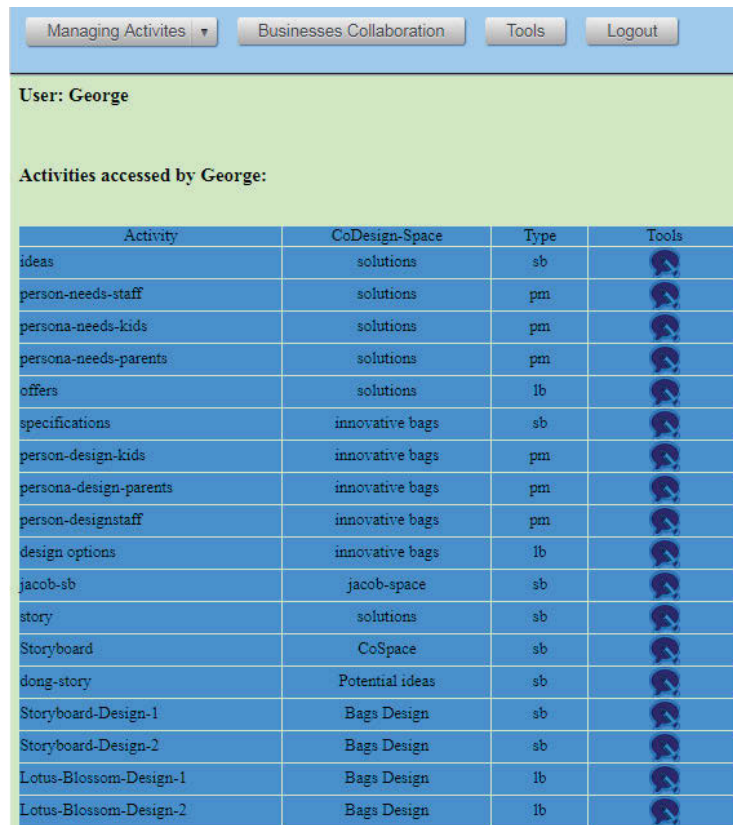 Managing Activites ▼ Businesses Collaboration Tools Logout
User: George
Activities accessed by George:
Activity CoDesign-Space Type Tools
ideas solutions sb
person-needs-staff solutions pm
persona-needs-kids solutions pm
persona-needs-parents solutions pm
offers solutions lb
specifications innovative bags sb
person-design-kids innovative bags pm
persona-design-parents innovative bags pm
person-designstaff innovative bags pm
design options innovative bags lb
jacob-sb jacob-space sb
story solutions sb
Storyboard CoSpace sb
dong-story Potential ideas sb
Storyboard-Design-1 Bags Design sb
Storyboard-Design-2 Bags Design sb
Lotus-Blossom-Design-1 Bags Design lb
Lotus-Blossom-Design-2 Bags Design lb